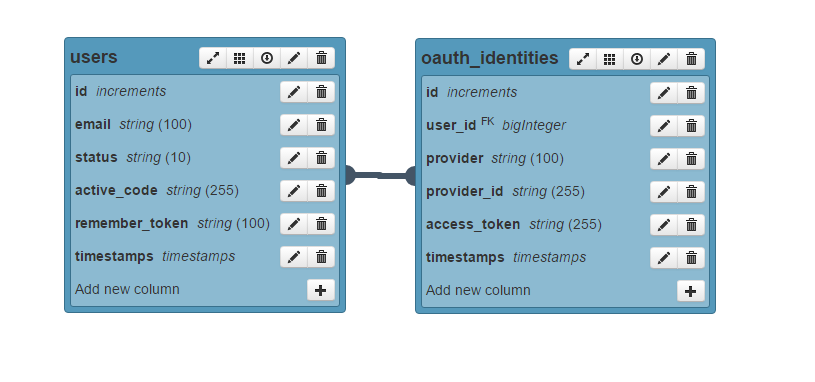 users
id increments
email string (100)
status string (10)
active_code string (255)
remember_token string (100)
timestamps timestamps
Add new column
oauth_identities
id increments
user_id FK bigInteger
provider string (100)
provider_id string (255)
access_token string (255)
timestamps timestamps
Add new column